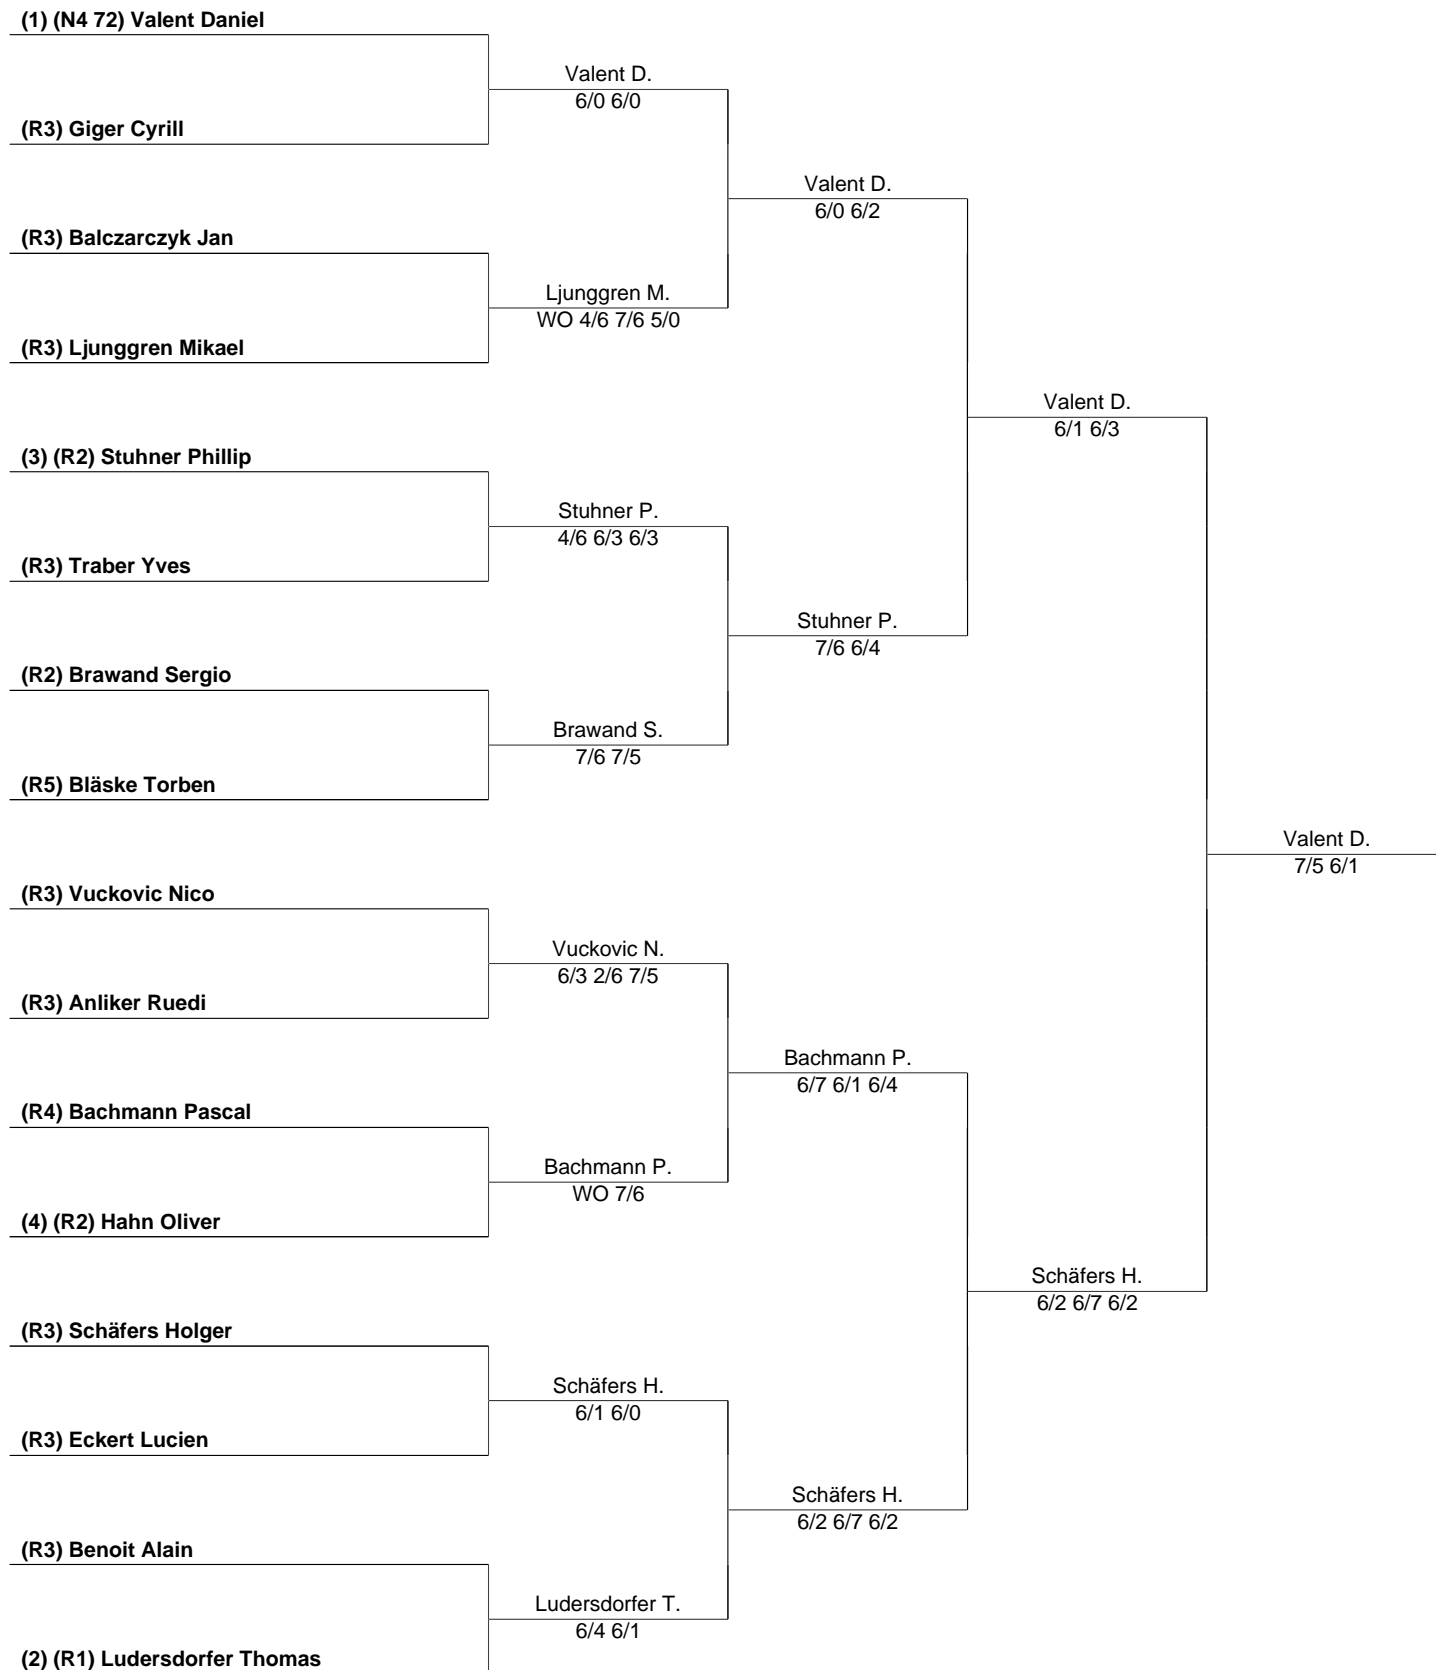 (1) (N4 72) Valent Daniel
Valent D.
6/0 6/0
(R3) Giger Cyrill
Valent D.
6/0 6/2
(R3) Balczarczyk Jan
Ljunggren M.
WO 4/6 7/6 5/0
(R3) Ljunggren Mikael
Valent D.
6/1 6/3
(3) (R2) Stuhner Phillip
Stuhner P.
4/6 6/3 6/3
(R3) Traber Yves
Stuhner P.
7/6 6/4
(R2) Brawand Sergio
Brawand S.
7/6 7/5
(R5) Bläske Torben
Valent D.
7/5 6/1
(R3) Vuckovic Nico
Vuckovic N.
6/3 2/6 7/5
(R3) Anliker Ruedi
Bachmann P.
6/7 6/1 6/4
(R4) Bachmann Pascal
Bachmann P.
WO 7/6
(4) (R2) Hahn Oliver
Schäfers H.
6/2 6/7 6/2
(R3) Schäfers Holger
Schäfers H.
6/1 6/0
(R3) Eckert Lucien
Schäfers H.
6/2 6/7 6/2
(R3) Benoit Alain
Ludersdorfer T.
6/4 6/1
(2) (R1) Ludersdorfer Thomas